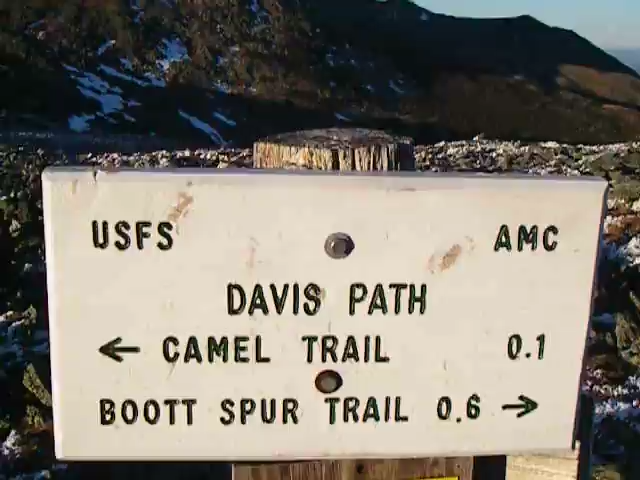 USFS AMC
DAVIS PATH
← CAMEL TRAIL 0.1
BOOTT SPUR TRAIL 0.6 →